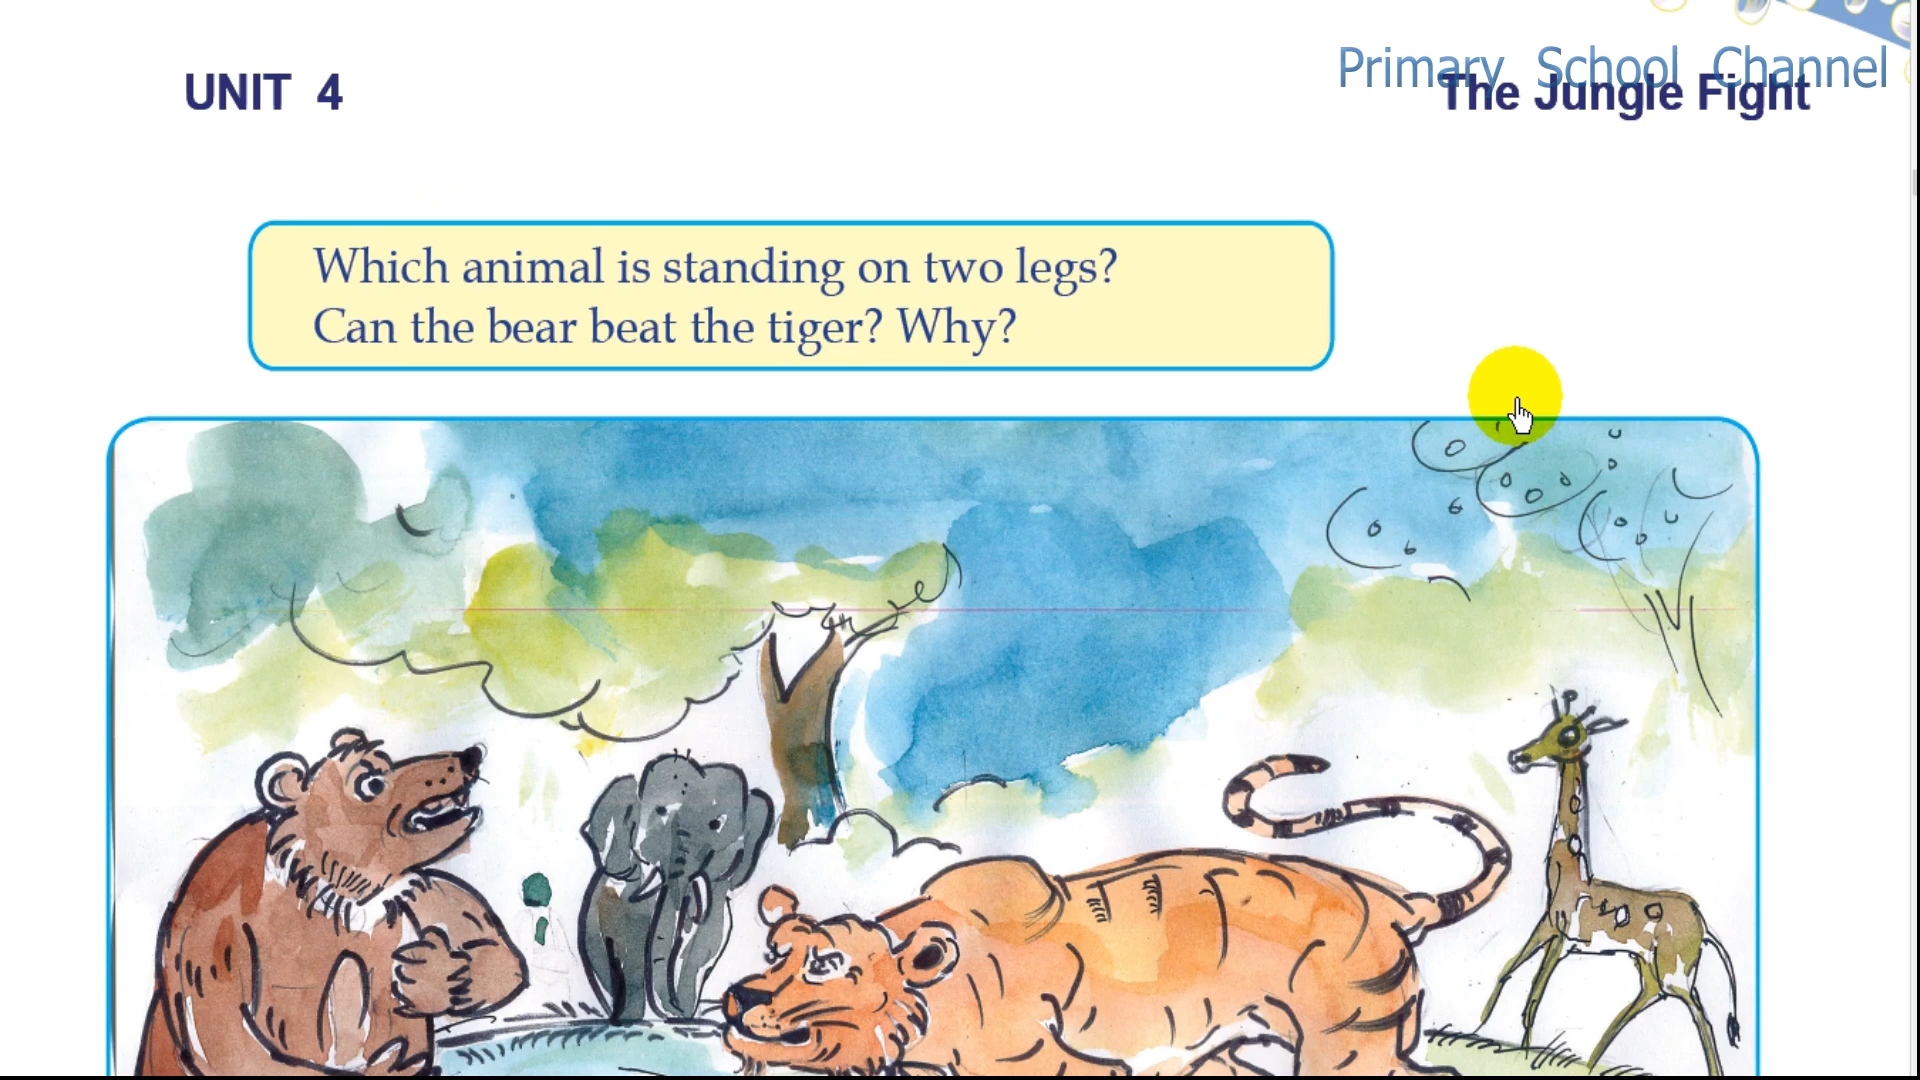 Primary School Channel
UNIT 4
The Jungle Fight
Which animal is standing on two legs?
Can the bear beat the tiger? Why?